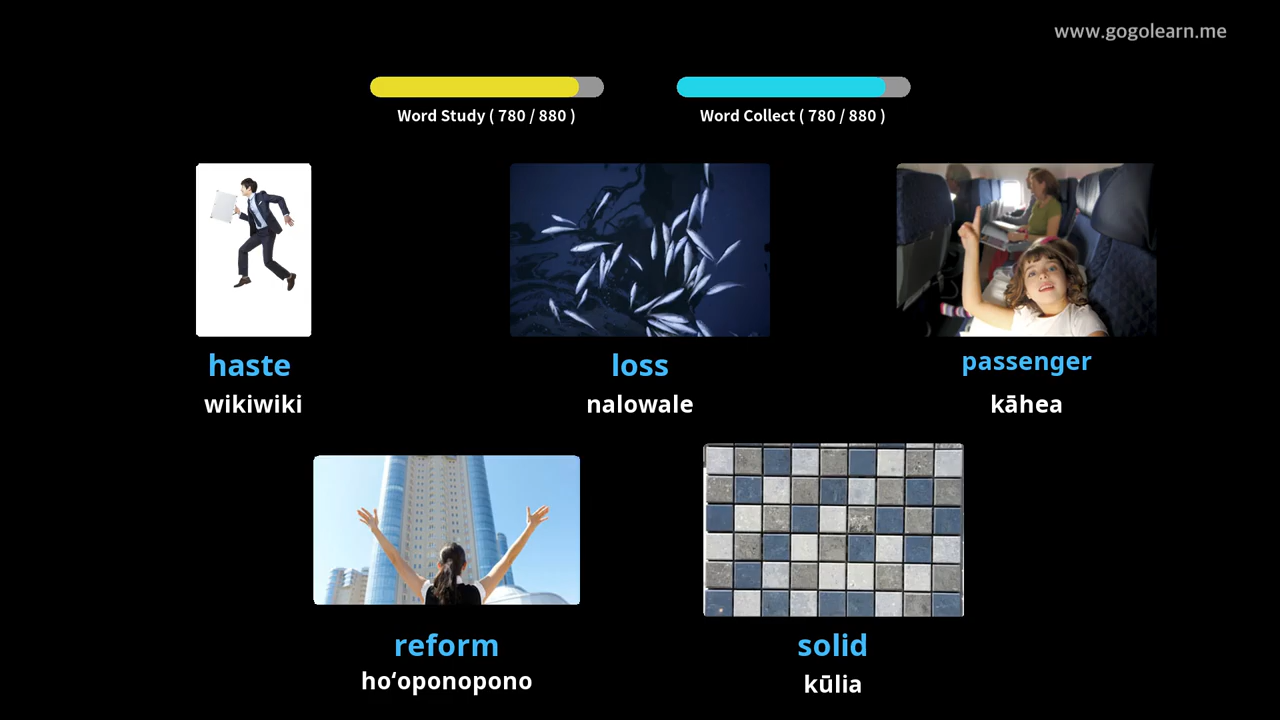 www.gogolearn.me
Word Study ( 780 / 880 )
Word Collect ( 780 / 880 )
haste
wikiwiki
loss
nalowale
passenger
kāhea
reform
hoʻoponopono
solid
kūlia